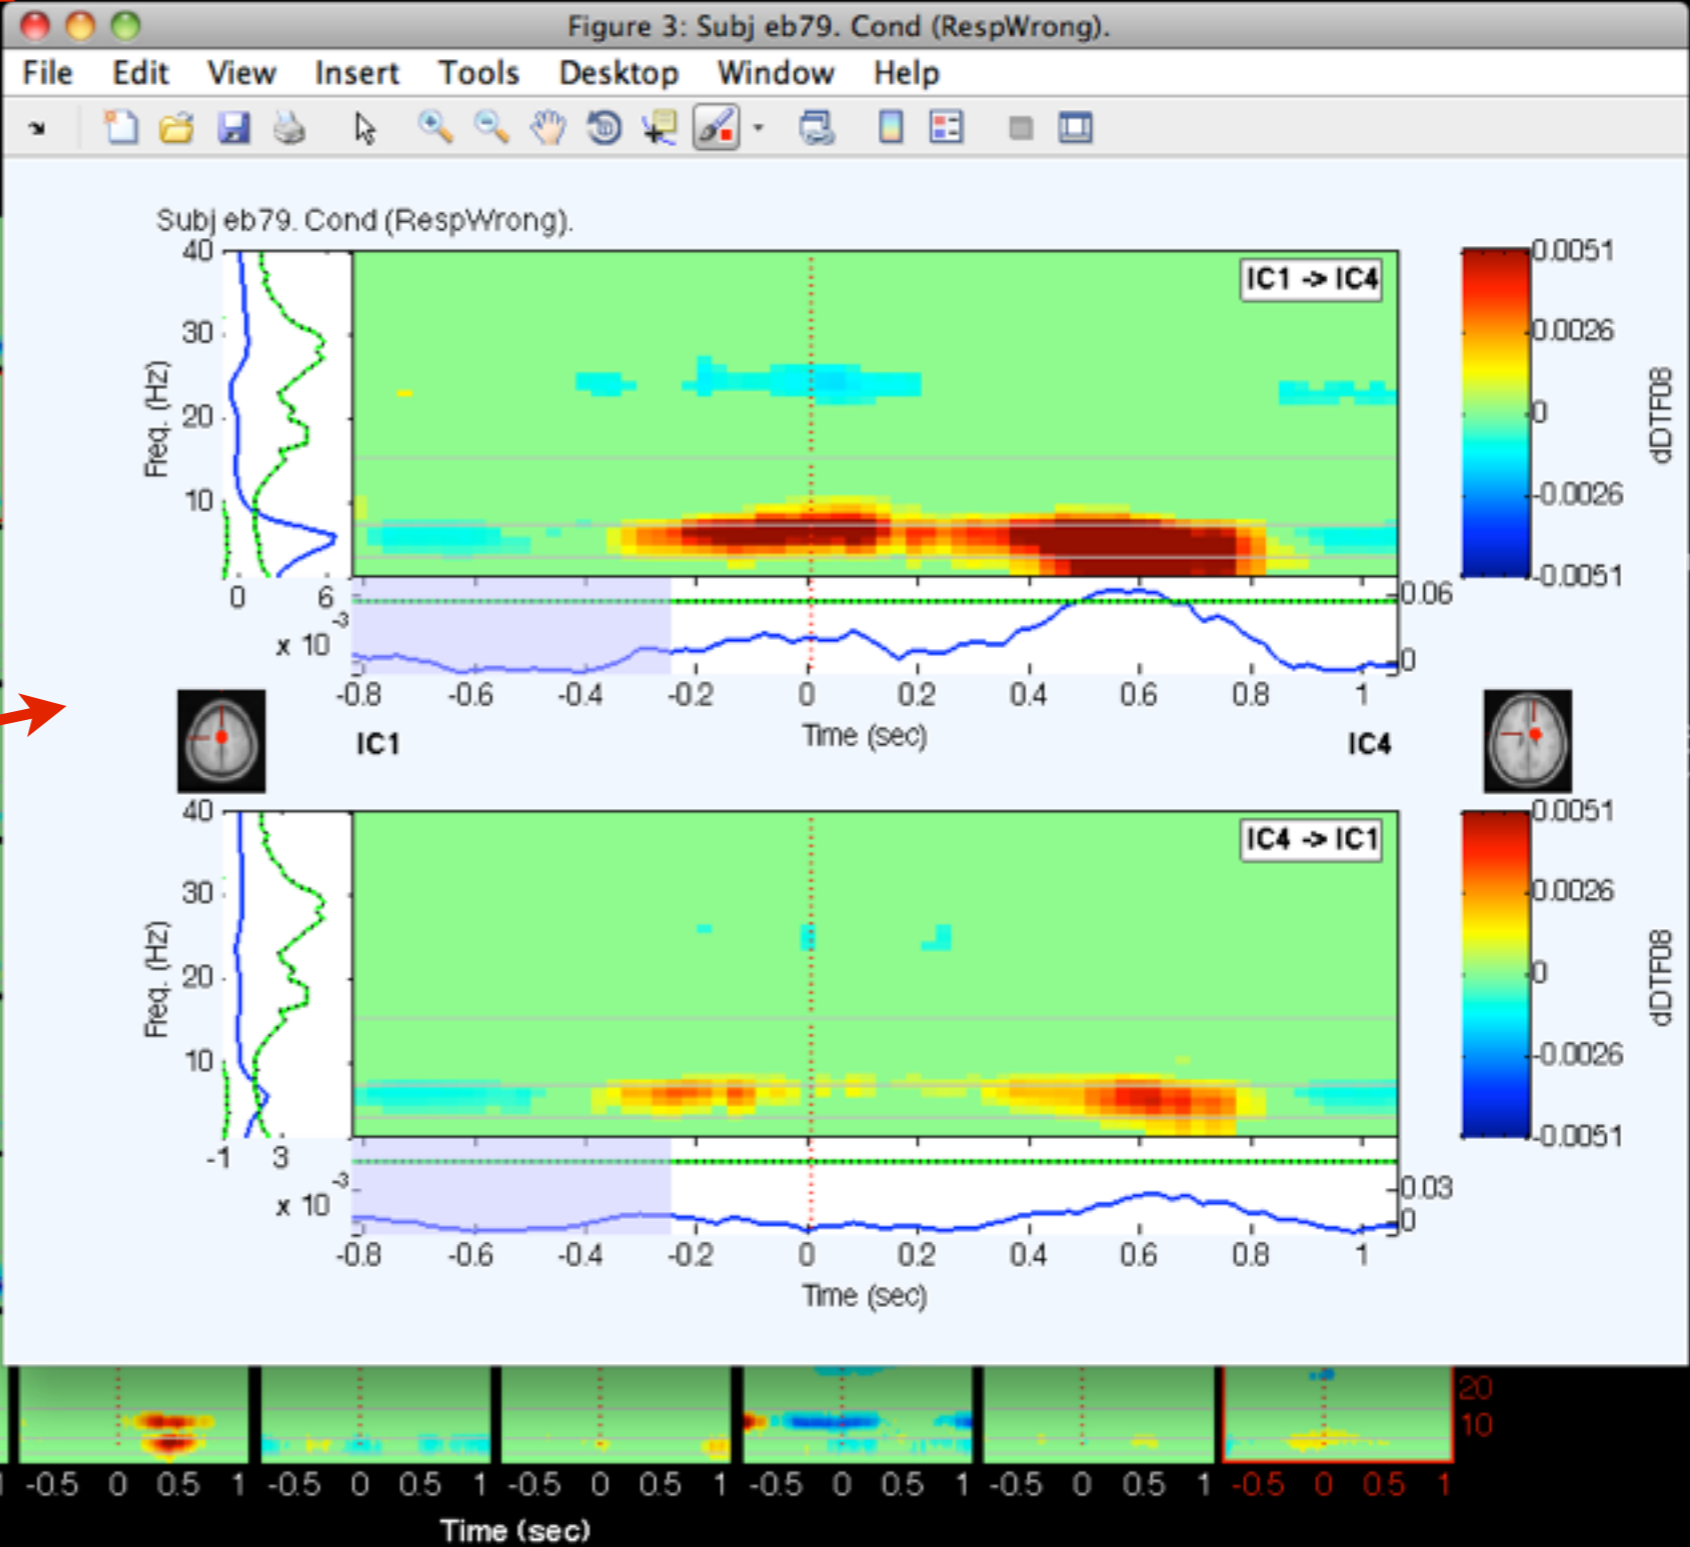 Figure 3: Subj eb79. Cond (RespWrong).
File Edit View Insert Tools Desktop Window Help
Subj eb79. Cond (RespWrong).
40
30
20
10
Freq. (Hz)
IC1 -> IC4
0.0051
0.0026
0
-0.0026
-0.0051
dDTF08
0 6
x 10 -3
0.06
0
-0.8 -0.6 -0.4 -0.2 0 0.2 0.4 0.6 0.8 1
Time (sec)
IC1 IC4
40
30
20
10
Freq. (Hz)
IC4 -> IC1
0.0051
0.0026
0
-0.0026
-0.0051
dDTF08
-1 3
x 10 -3
0.03
0
-0.8 -0.6 -0.4 -0.2 0 0.2 0.4 0.6 0.8 1
Time (sec)
20
10
-0.5 0 0.5 1 -0.5 0 0.5 1 -0.5 0 0.5 1 -0.5 0 0.5 1 -0.5 0 0.5 1 -0.5 0 0.5 1
Time (sec)